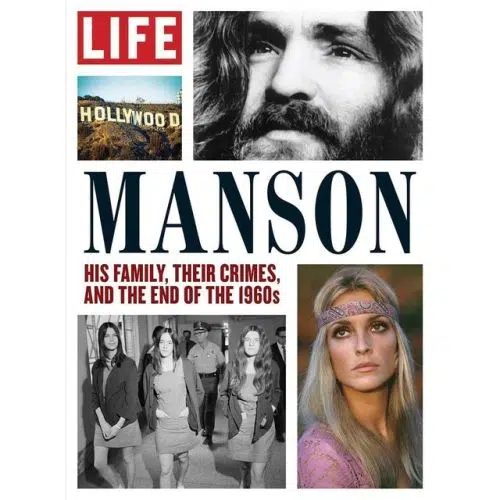 LIFE
HOLLYWOOD
MANSON
HIS FAMILY, THEIR CRIMES,
AND THE END OF THE 1960s